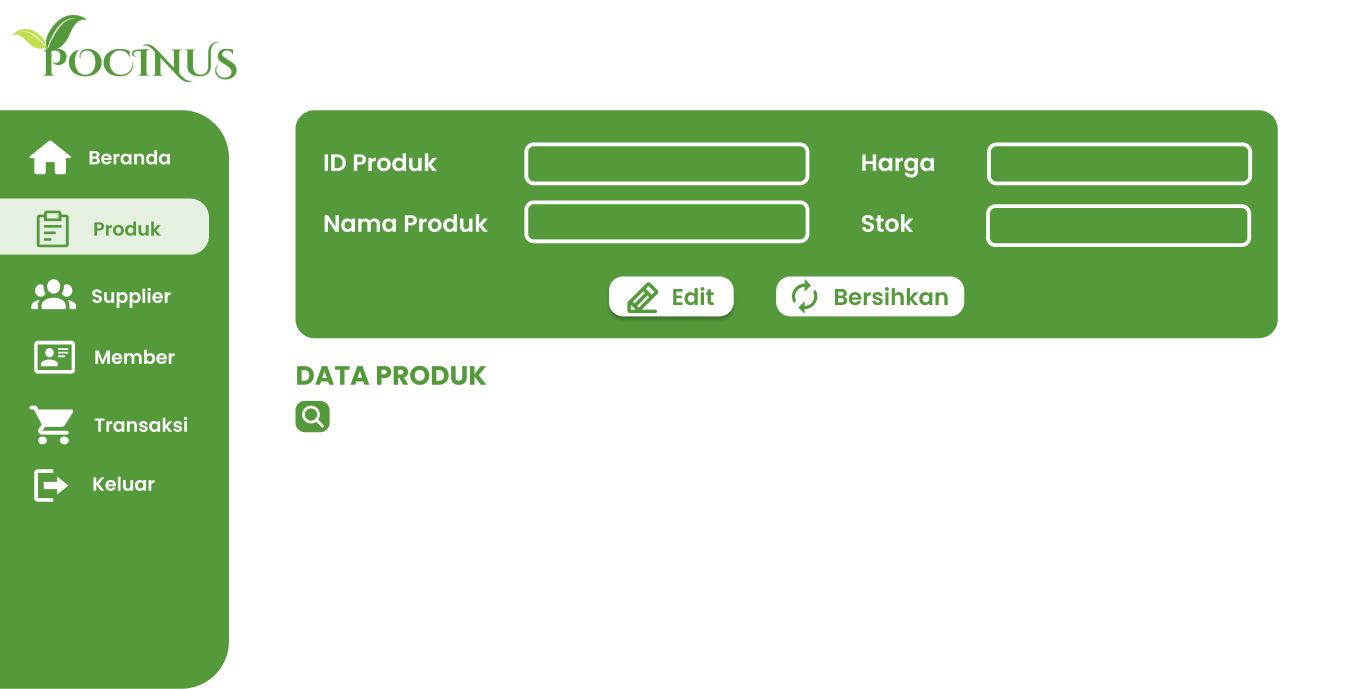 POCINUS
Beranda
Produk
Supplier
Member
Transaksi
Keluar
ID Produk
Harga
Nama Produk
Stok
Edit
Bersihkan
DATA PRODUK